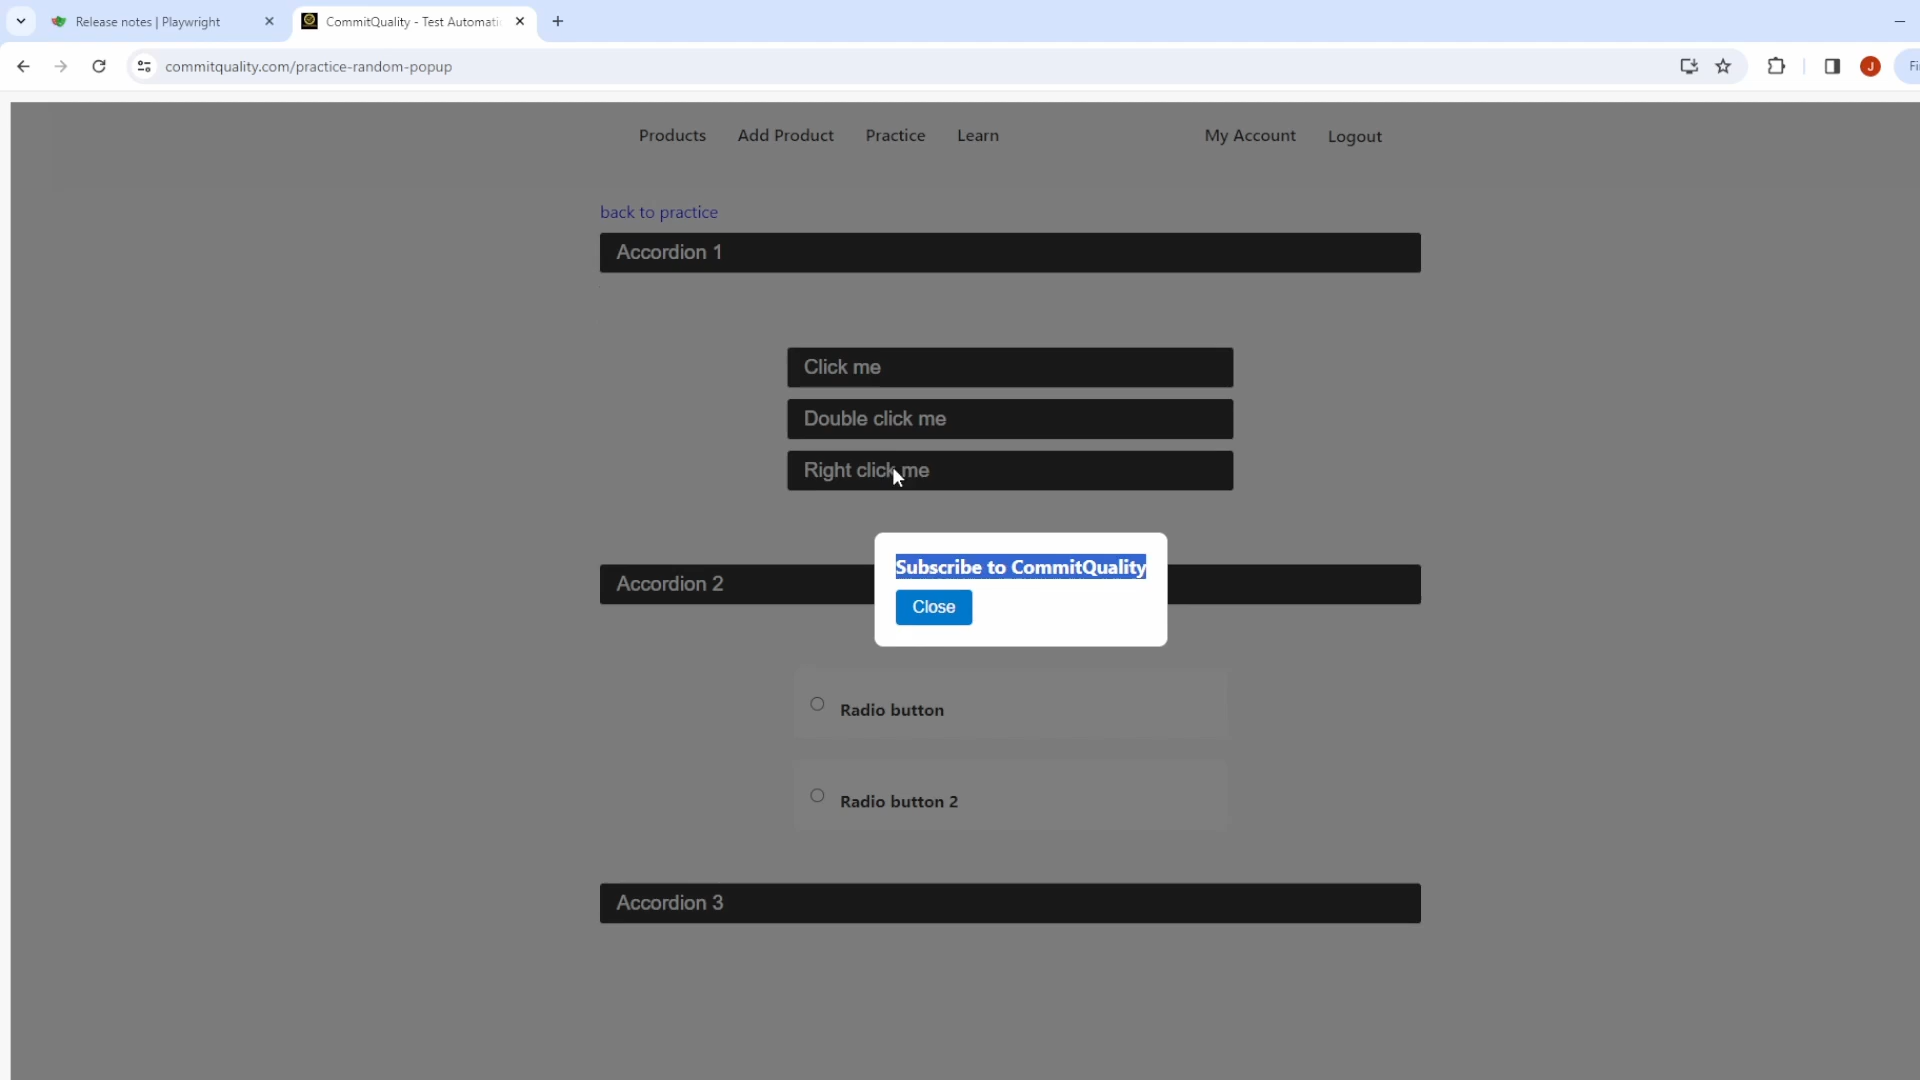 Release notes | Playwright
CommitQuality - Test Automati
commitquality.com/practice-random-popup
J
Fi
Products
Add Product
Practice
Learn
My Account
Logout
back to practice
Accordion 1
Click me
Double click me
Right click me
Subscribe to CommitQuality
Close
Accordion 2
Radio button
Radio button 2
Accordion 3